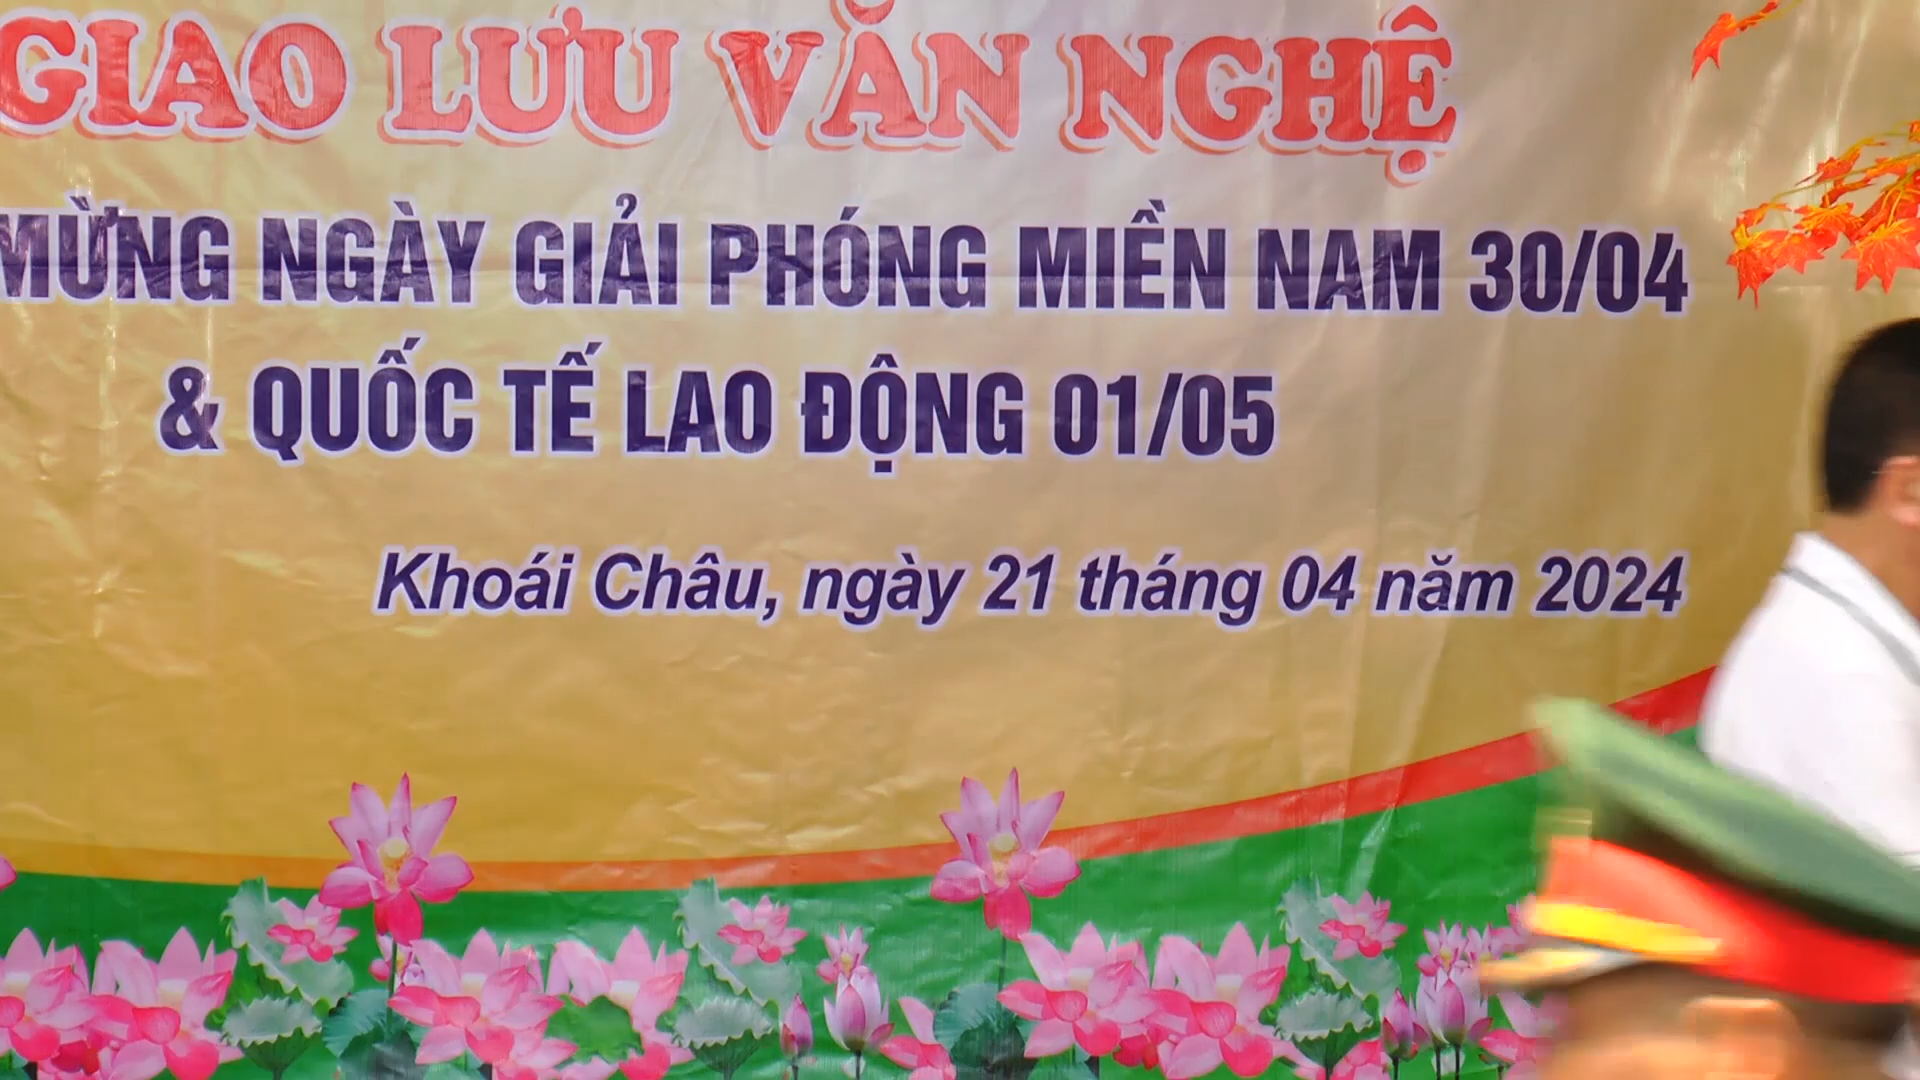 GIAO LƯU VĂN NGHỆ
MỪNG NGÀY GIẢI PHÓNG MIỀN NAM 30/04
& QUỐC TẾ LAO ĐỘNG 01/05
Khoái Châu, ngày 21 tháng 04 năm 2024